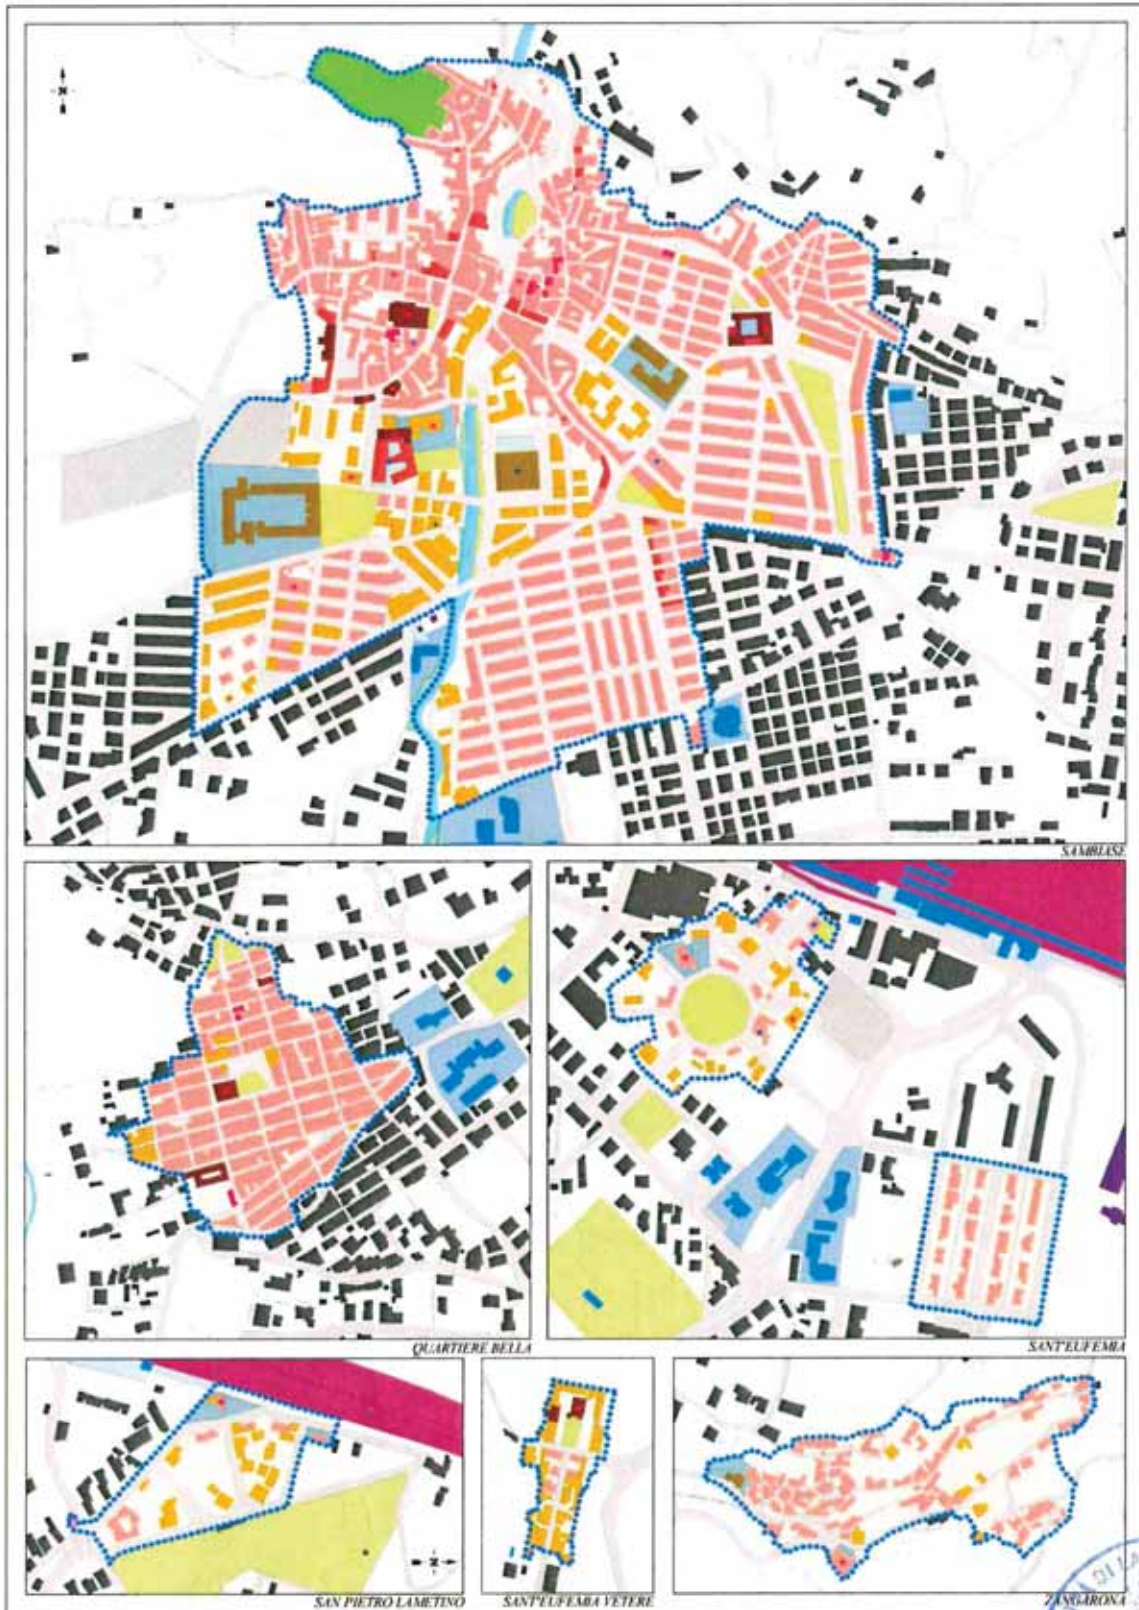 N
SAMBIASE
QUARTIERE BELLA
SANT'EUFEMIA
N
SAN PIETRO LAMETINO
SANT'EUFEMIA VETERE
ZANGARONA